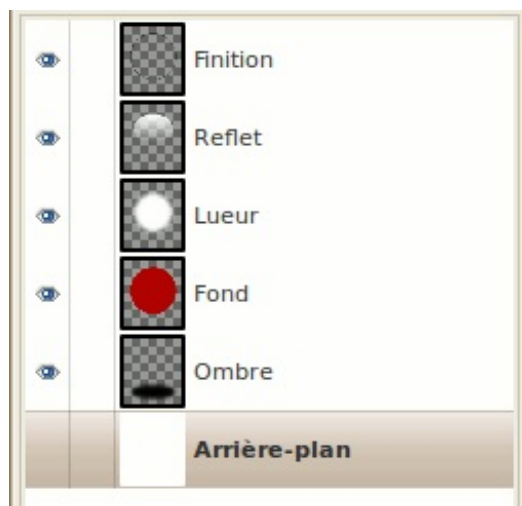 Finition
Reflet
Lueur
Fond
Ombre
Arrière-plan